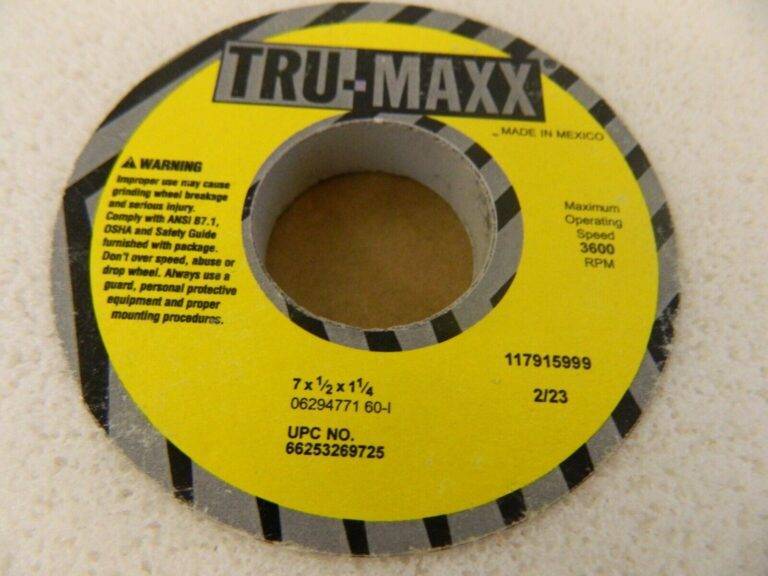 TRU-MAXX
MADE IN MEXICO
WARNING
Improper use may cause
grinding wheel breakage
and serious injury.
Comply with ANSI B7.1,
OSHA and Safety Guide
furnished with package.
Don't over speed, abuse or
drop wheel. Always use a
guard, personal protective
equipment and proper
mounting procedures.
Maximum
Operating
Speed
3600
RPM
7 x 1/2 x 1 1/4
06294771 60-I
UPC NO.
66253269725
117915999
2/23